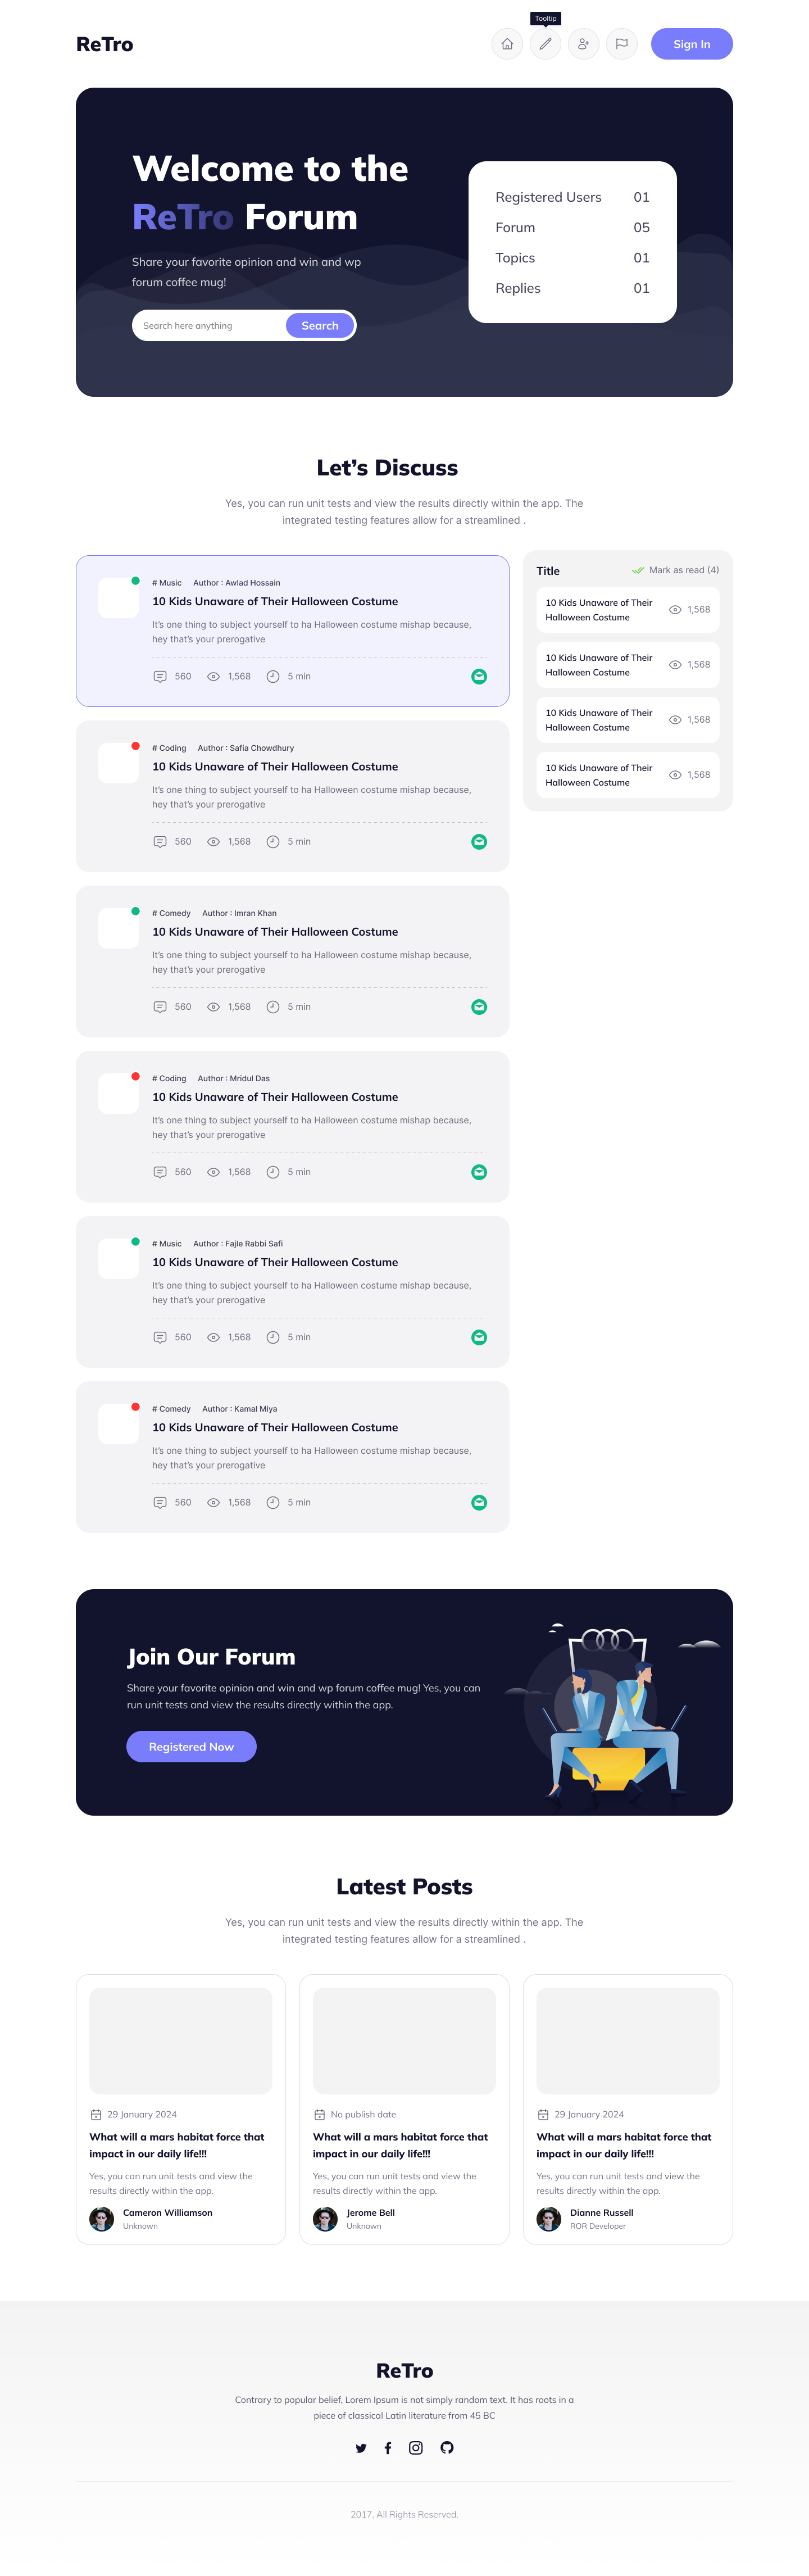 Tooltip
ReTro
Sign In
Welcome to the
ReTro Forum
Share your favorite opinion and win and wp
forum coffee mug!
Search here anything
Search
Registered Users 01
Forum 05
Topics 01
Replies 01
Let's Discuss
Yes, you can run unit tests and view the results directly within the app. The
integrated testing features allow for a streamlined .
# Music Author : Awlad Hossain
10 Kids Unaware of Their Halloween Costume
It's one thing to subject yourself to ha Halloween costume mishap because,
hey that's your prerogative
560 1,568 5 min
# Coding Author : Safia Chowdhury
10 Kids Unaware of Their Halloween Costume
It's one thing to subject yourself to ha Halloween costume mishap because,
hey that's your prerogative
560 1,568 5 min
# Comedy Author : Imran Khan
10 Kids Unaware of Their Halloween Costume
It's one thing to subject yourself to ha Halloween costume mishap because,
hey that's your prerogative
560 1,568 5 min
# Coding Author : Mridul Das
10 Kids Unaware of Their Halloween Costume
It's one thing to subject yourself to ha Halloween costume mishap because,
hey that's your prerogative
560 1,568 5 min
# Music Author : Fajle Rabbi Safi
10 Kids Unaware of Their Halloween Costume
It's one thing to subject yourself to ha Halloween costume mishap because,
hey that's your prerogative
560 1,568 5 min
# Comedy Author : Kamal Miya
10 Kids Unaware of Their Halloween Costume
It's one thing to subject yourself to ha Halloween costume mishap because,
hey that's your prerogative
560 1,568 5 min
Title Mark as read (4)
10 Kids Unaware of Their
Halloween Costume
1,568
10 Kids Unaware of Their
Halloween Costume
1,568
10 Kids Unaware of Their
Halloween Costume
1,568
10 Kids Unaware of Their
Halloween Costume
1,568
Join Our Forum
Share your favorite opinion and win and wp forum coffee mug! Yes, you can
run unit tests and view the results directly within the app.
Registered Now
Latest Posts
Yes, you can run unit tests and view the results directly within the app. The
integrated testing features allow for a streamlined .
29 January 2024
What will a mars habitat force that
impact in our daily life!!!
Yes, you can run unit tests and view the
results directly within the app.
Cameron Williamson
Unknown
No publish date
What will a mars habitat force that
impact in our daily life!!!
Yes, you can run unit tests and view the
results directly within the app.
Jerome Bell
Unknown
29 January 2024
What will a mars habitat force that
impact in our daily life!!!
Yes, you can run unit tests and view the
results directly within the app.
Dianne Russell
ROR Developer
ReTro
Contrary to popular belief, Lorem Ipsum is not simply random text. It has roots in a
piece of classical Latin literature from 45 BC
2017, All Rights Reserved.